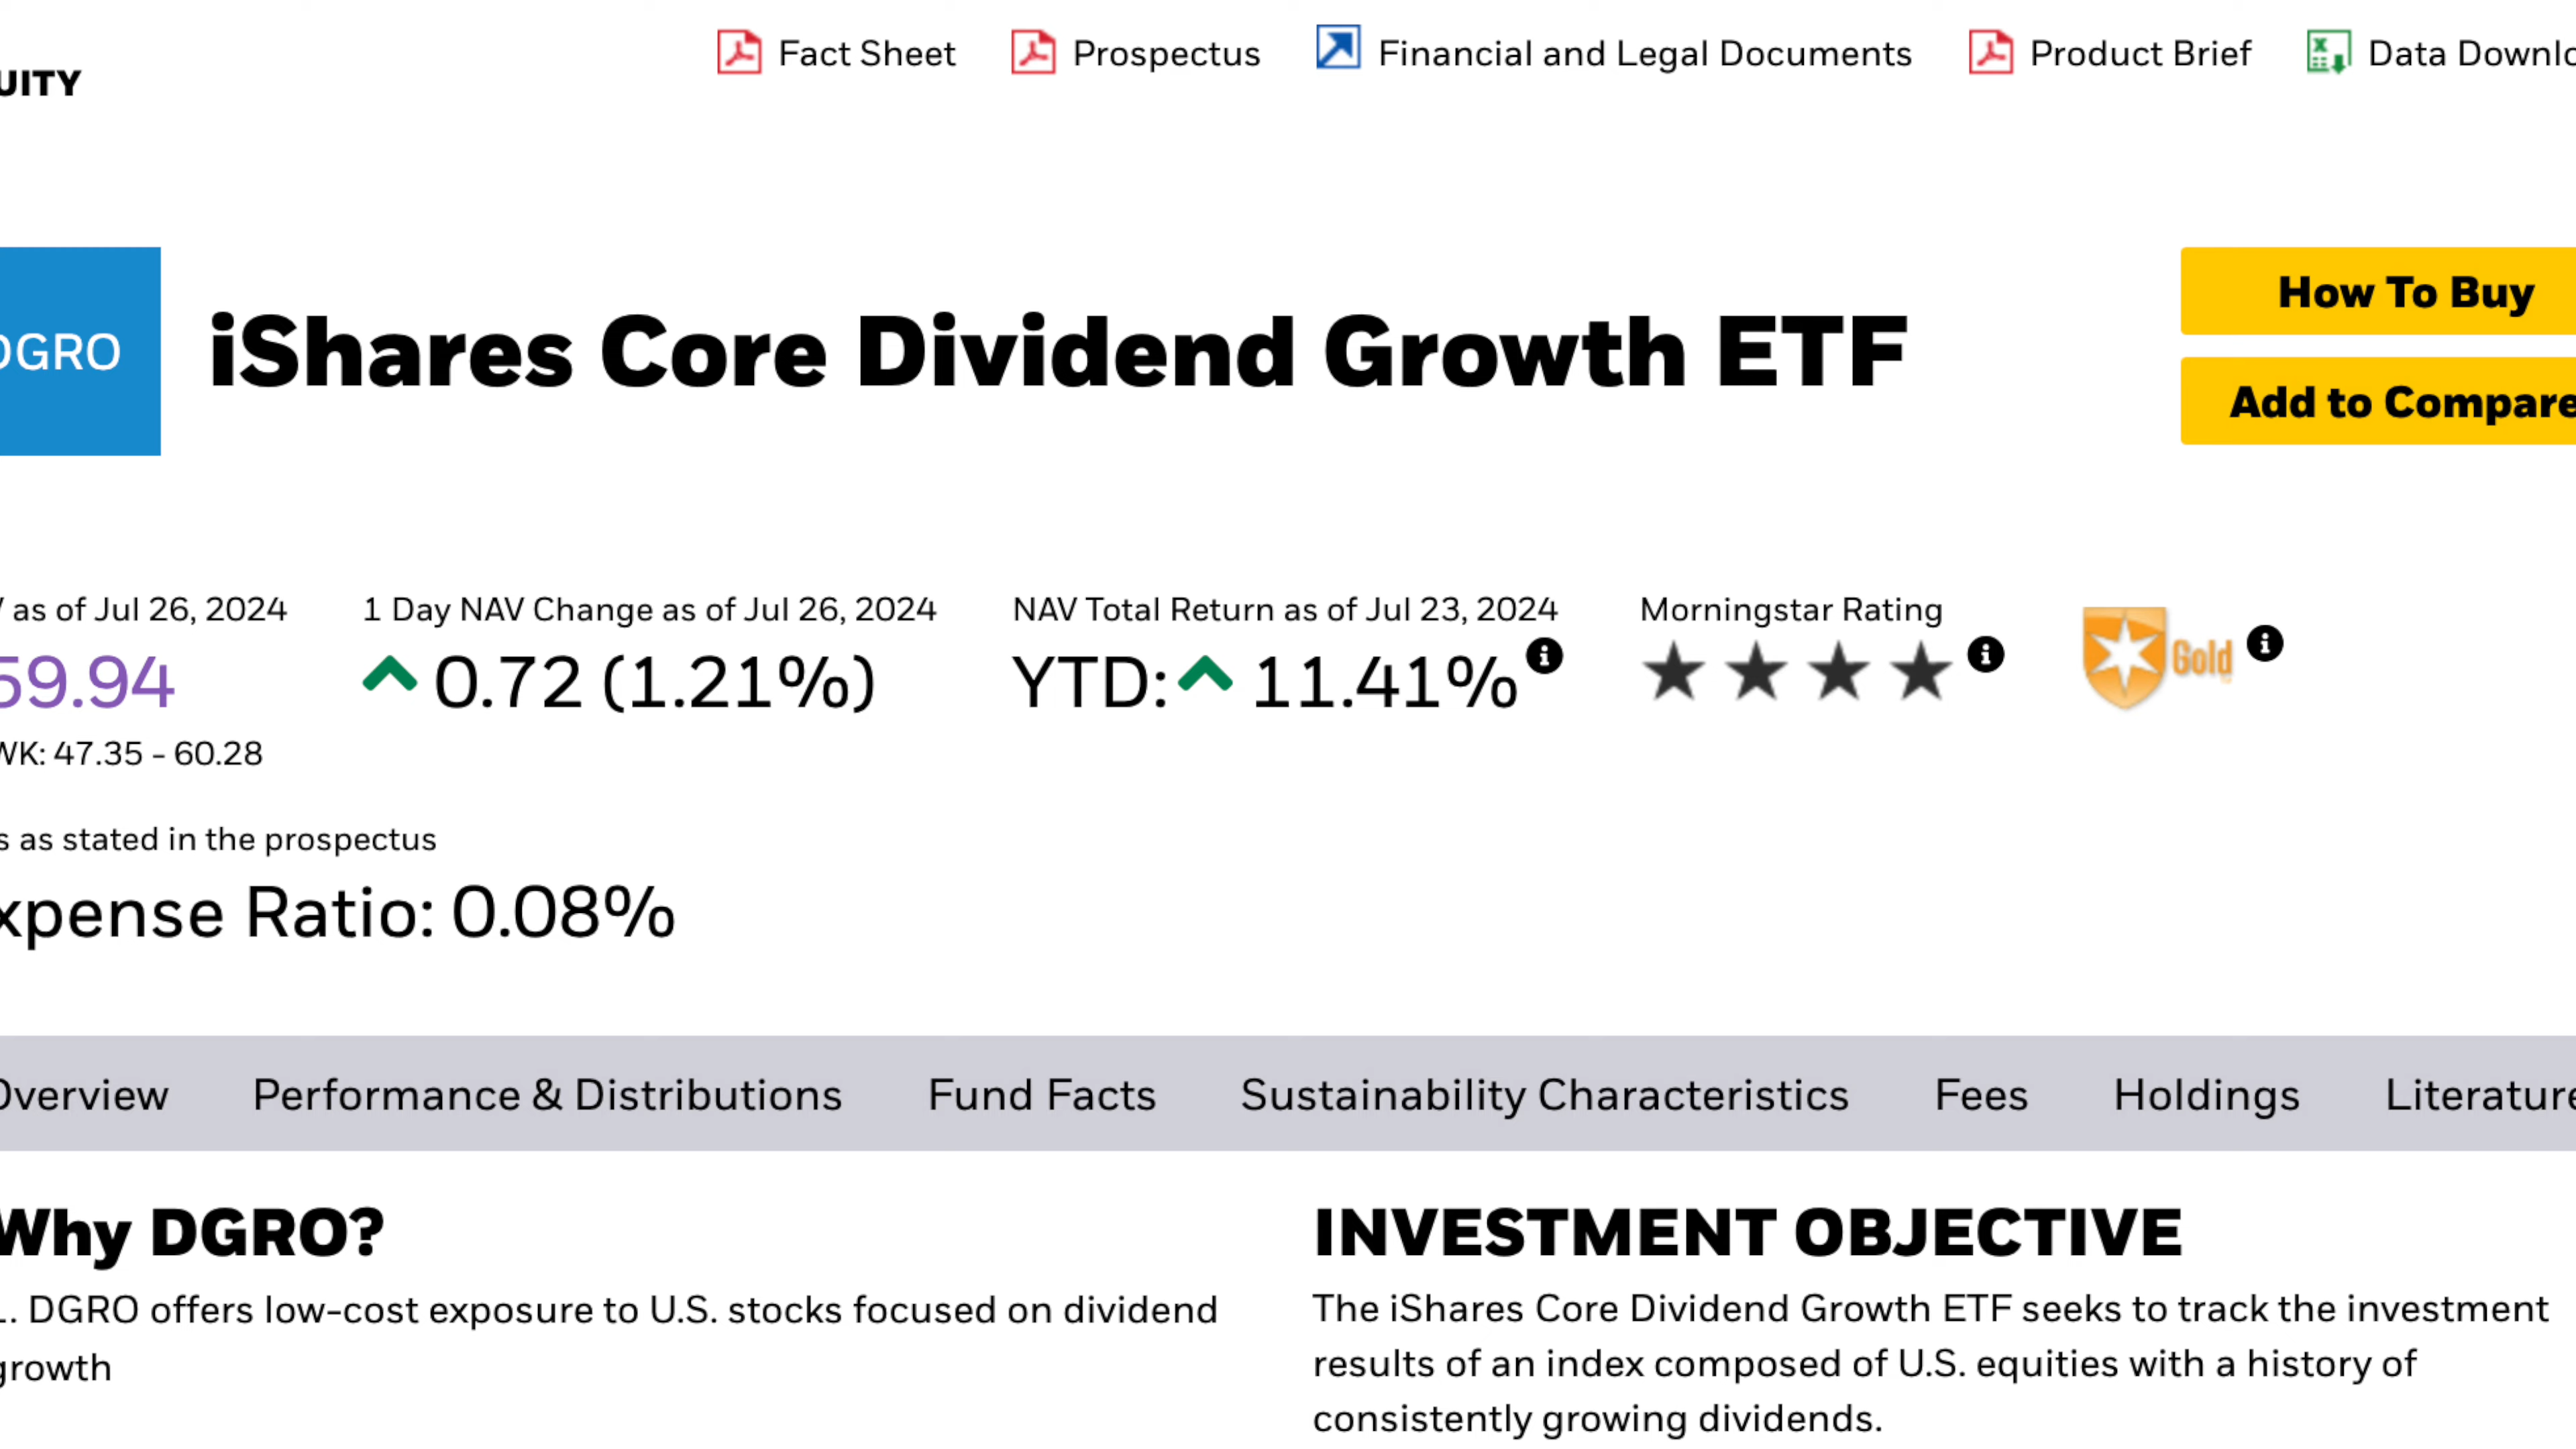 Fact Sheet Prospectus Financial and Legal Documents Product Brief Data Downlo
UITY
DGRO iShares Core Dividend Growth ETF
How To Buy
Add to Compare
as of Jul 26, 2024 1 Day NAV Change as of Jul 26, 2024 NAV Total Return as of Jul 23, 2024 Morningstar Rating
59.94 0.72 (1.21%) YTD: 11.41% Gold
WK: 47.35 - 60.28
s as stated in the prospectus
xpense Ratio: 0.08%
Overview Performance & Distributions Fund Facts Sustainability Characteristics Fees Holdings Literature
Why DGRO?
. DGRO offers low-cost exposure to U.S. stocks focused on dividend
growth
INVESTMENT OBJECTIVE
The iShares Core Dividend Growth ETF seeks to track the investment
results of an index composed of U.S. equities with a history of
consistently growing dividends.